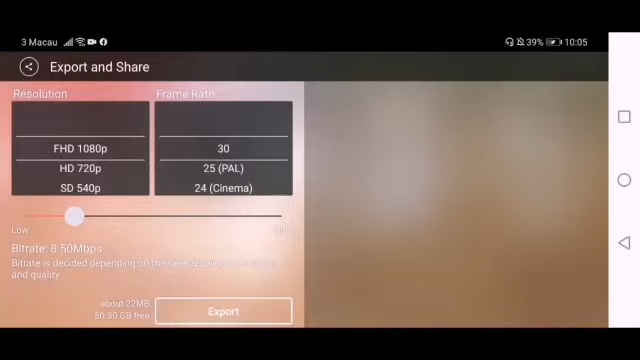 3 Macau
39%
10:05
Export and Share
Resolution
Frame Rate
FHD 1080p
HD 720p
SD 540p
30
25 (PAL)
24 (Cinema)
Low
Bitrate: 8.50Mbps
Bitrate is decided depending on the selected video resolution
and quality
about 22MB
50.30 GB free
Export